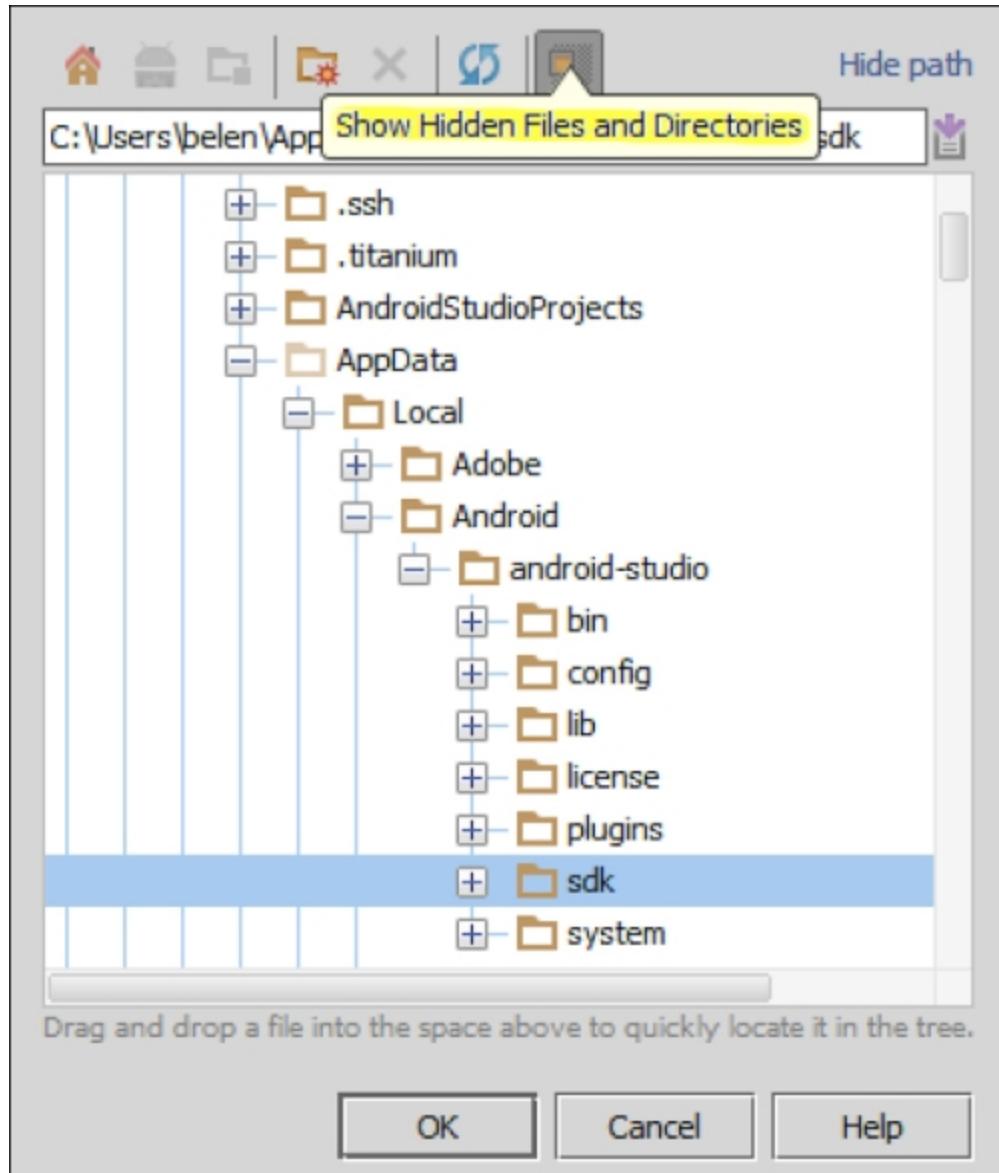 Hide path
Show Hidden Files and Directories
C:\Users\belen\App sdk
.ssh
.titanium
AndroidStudioProjects
AppData
Local
Adobe
Android
android-studio
bin
config
lib
license
plugins
sdk
system
Drag and drop a file into the space above to quickly locate it in the tree.
OK Cancel Help